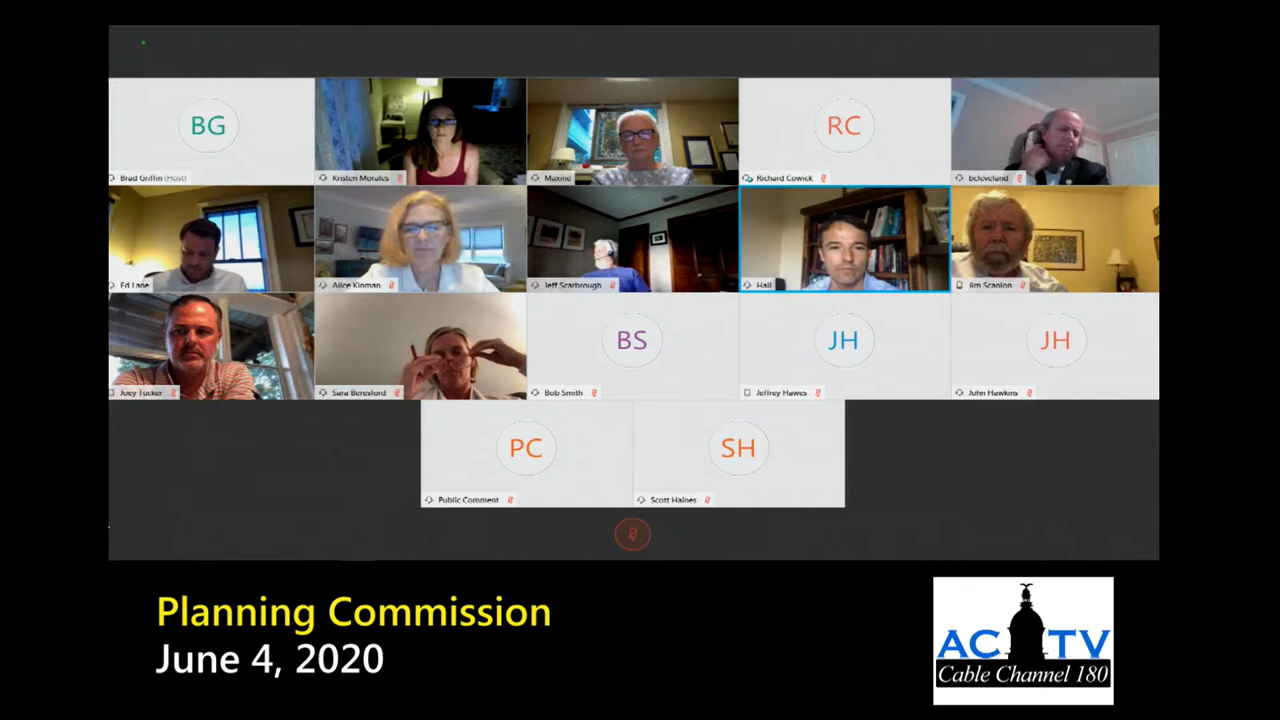 BG
RC
Brad Griffin (Host)
Kristen Morales
Maxine
Richard Cowick
bcleveland
Ed Lane
Alice Kinman
Jeff Scarbrough
Hall
Jim Scanlon
BS
JH
JH
Joey Tucker
Sara Beresford
Bob Smith
Jeffrey Hawes
John Hawkins
PC
SH
Public Comment
Scott Haines
Planning Commission
June 4, 2020
AC TV
Cable Channel 180